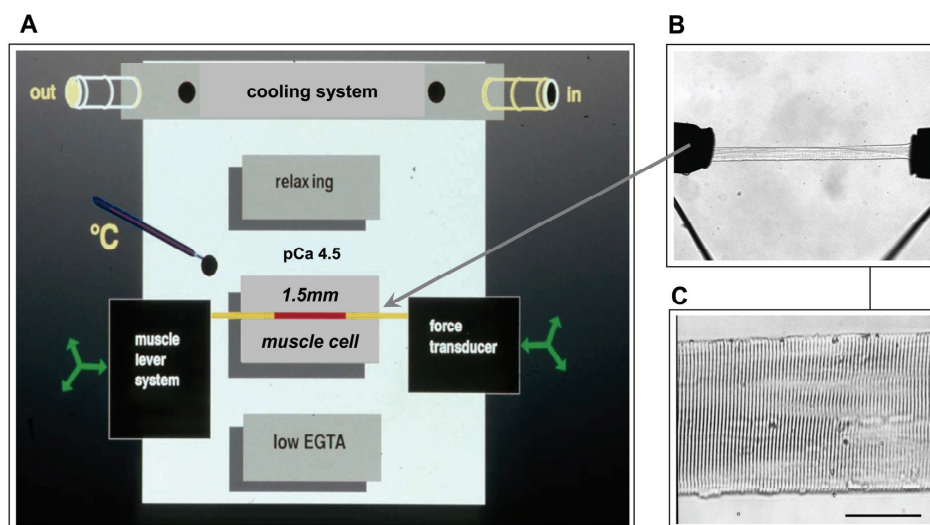 A
out
cooling system
in
relaxing
°C
pCa 4.5
1.5mm
muscle cell
muscle
lever
system
force
transducer
low EGTA
B
C